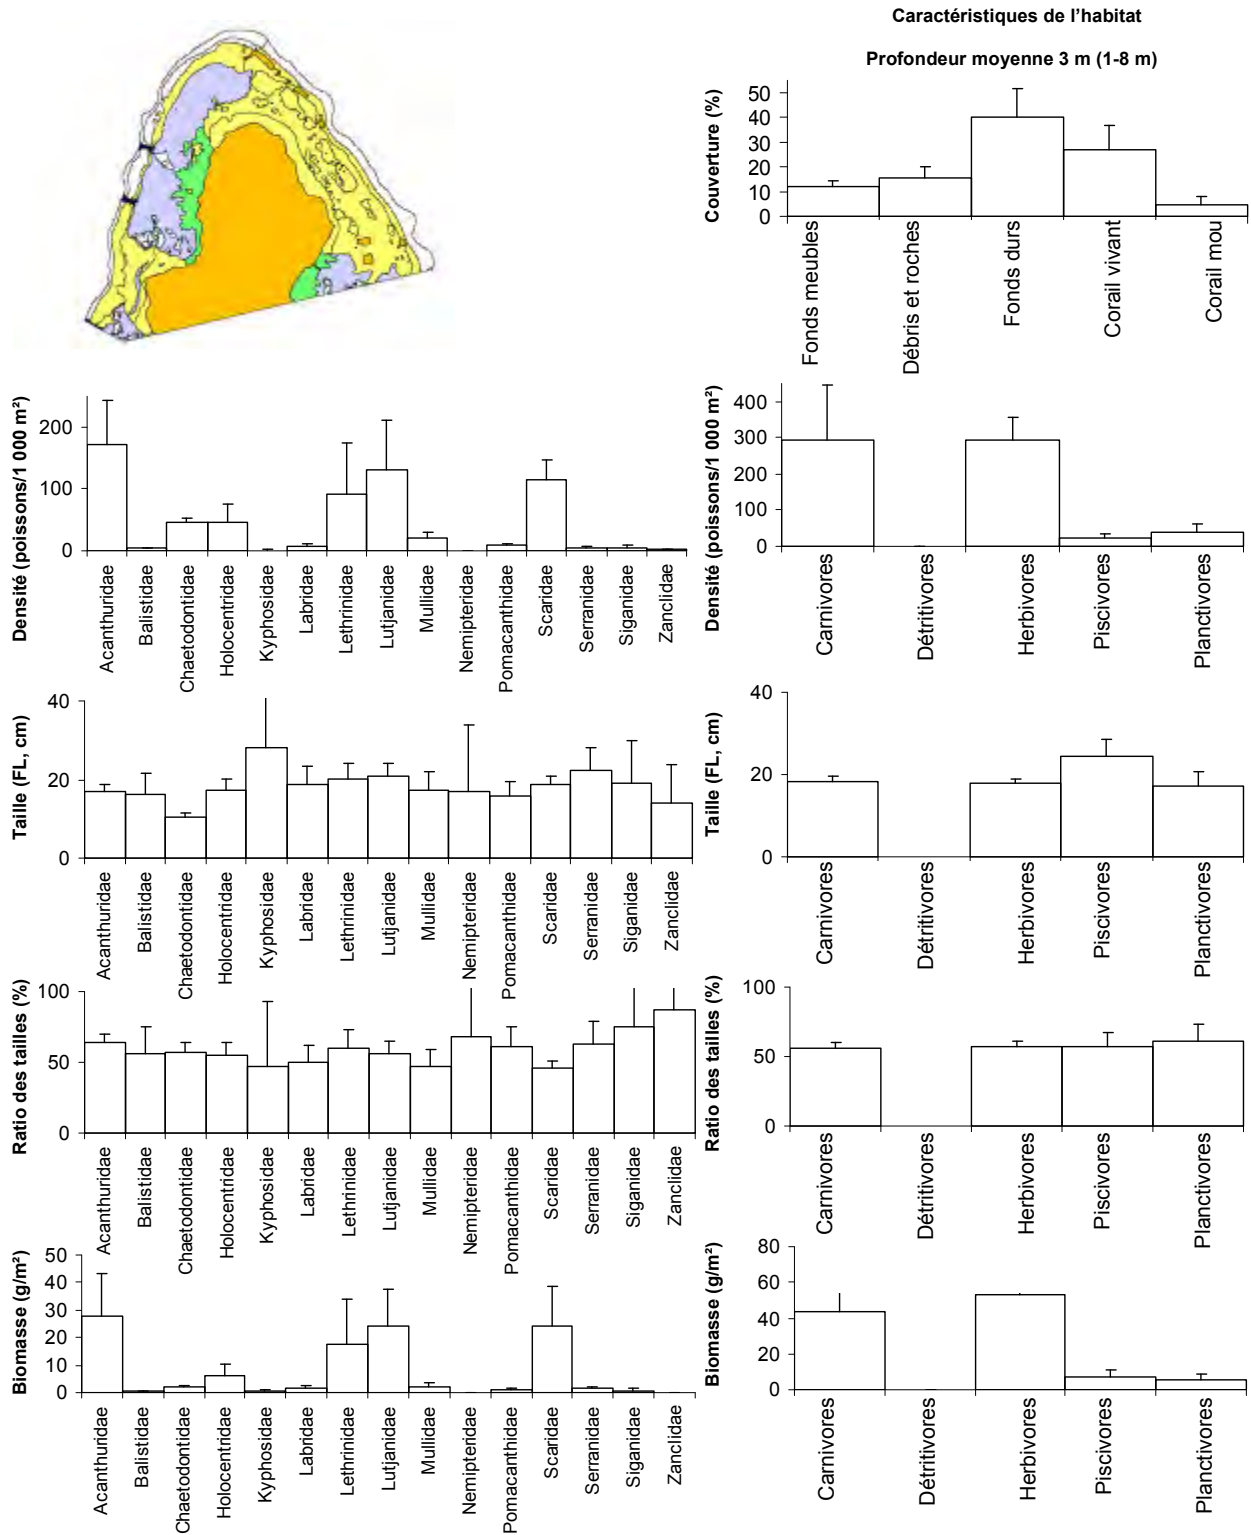 Caractéristiques de l'habitat
Profondeur moyenne 3 m (1-8 m)
Couverture (%)
50
40
30
20
10
0
Fonds meubles
Débris et roches
Fonds durs
Corail vivant
Corail mou
Densité (poissons/1 000 m²)
200
100
0
Acanthuridae
Balistidae
Chaetodontidae
Holocentridae
Kyphosidae
Labridae
Lethrinidae
Lutjanidae
Mullidae
Nemipteridae
Pomacanthidae
Scaridae
Serranidae
Siganidae
Zanclidae
Densité (poissons/1 000 m²)
400
300
200
100
0
Carnivores
Détritivores
Herbivores
Piscivores
Planctivores
Taille (FL, cm)
40
20
0
Acanthuridae
Balistidae
Chaetodontidae
Holocentridae
Kyphosidae
Labridae
Lethrinidae
Lutjanidae
Mullidae
Nemipteridae
Pomacanthidae
Scaridae
Serranidae
Siganidae
Zanclidae
Taille (FL, cm)
40
20
0
Carnivores
Détritivores
Herbivores
Piscivores
Planctivores
Ratio des tailles (%)
100
50
0
Acanthuridae
Balistidae
Chaetodontidae
Holocentridae
Kyphosidae
Labridae
Lethrinidae
Lutjanidae
Mullidae
Nemipteridae
Pomacanthidae
Scaridae
Serranidae
Siganidae
Zanclidae
Ratio des tailles (%)
100
50
0
Carnivores
Détritivores
Herbivores
Piscivores
Planctivores
Biomasse (g/m²)
50
40
30
20
10
0
Acanthuridae
Balistidae
Chaetodontidae
Holocentridae
Kyphosidae
Labridae
Lethrinidae
Lutjanidae
Mullidae
Nemipteridae
Pomacanthidae
Scaridae
Serranidae
Siganidae
Zanclidae
Biomasse (g/m²)
80
60
40
20
0
Carnivores
Détritivores
Herbivores
Piscivores
Planctivores